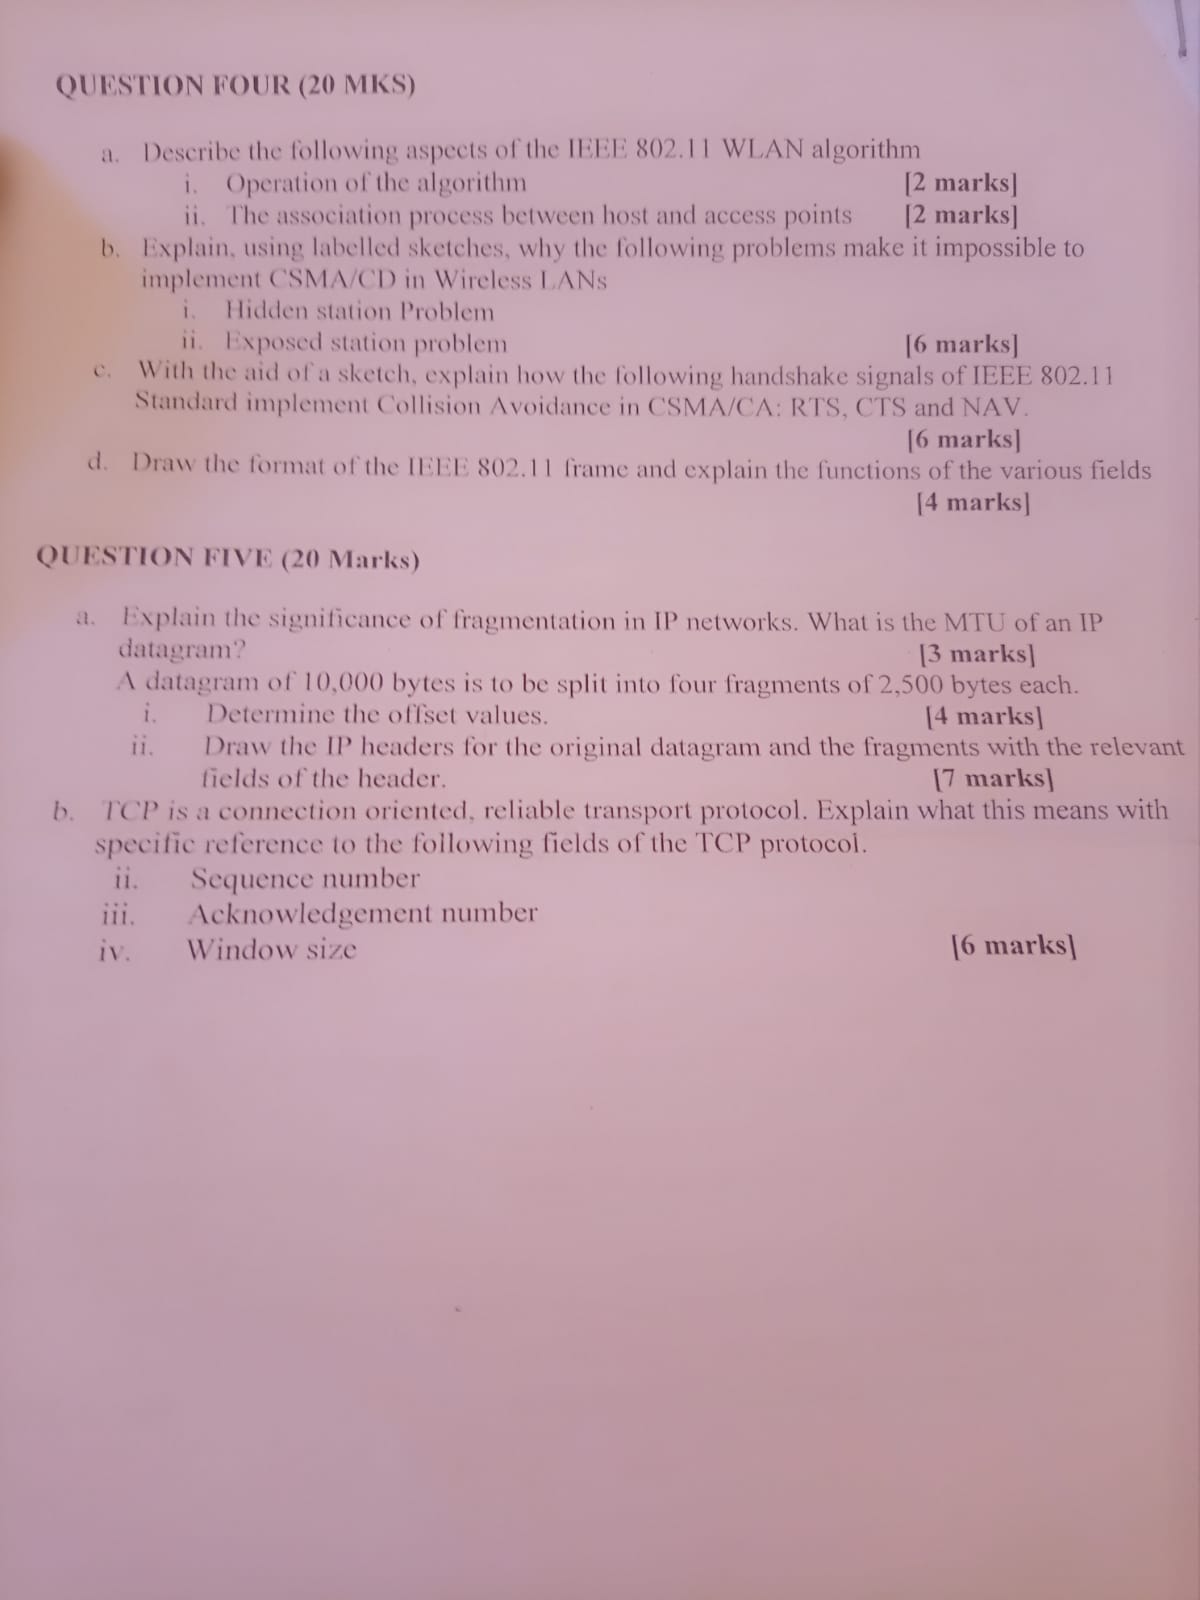 QUESTION FOUR (20 MKS)
a. Describe the following aspects of the IEEE 802.11 WLAN algorithm
i. Operation of the algorithm [2 marks]
ii. The association process between host and access points [2 marks]
b. Explain, using labelled sketches, why the following problems make it impossible to
implement CSMA/CD in Wireless LANs
i. Hidden station Problem
ii. Exposed station problem [6 marks]
c. With the aid of a sketch, explain how the following handshake signals of IEEE 802.11
Standard implement Collision Avoidance in CSMA/CA: RTS, CTS and NAV.
[6 marks]
d. Draw the format of the IEEE 802.11 frame and explain the functions of the various fields
[4 marks]
QUESTION FIVE (20 Marks)
a. Explain the significance of fragmentation in IP networks. What is the MTU of an IP
datagram? [3 marks]
A datagram of 10,000 bytes is to be split into four fragments of 2,500 bytes each.
i. Determine the offset values. [4 marks]
ii. Draw the IP headers for the original datagram and the fragments with the relevant
fields of the header. [7 marks]
b. TCP is a connection oriented, reliable transport protocol. Explain what this means with
specific reference to the following fields of the TCP protocol.
ii. Sequence number
iii. Acknowledgement number
iv. Window size [6 marks]